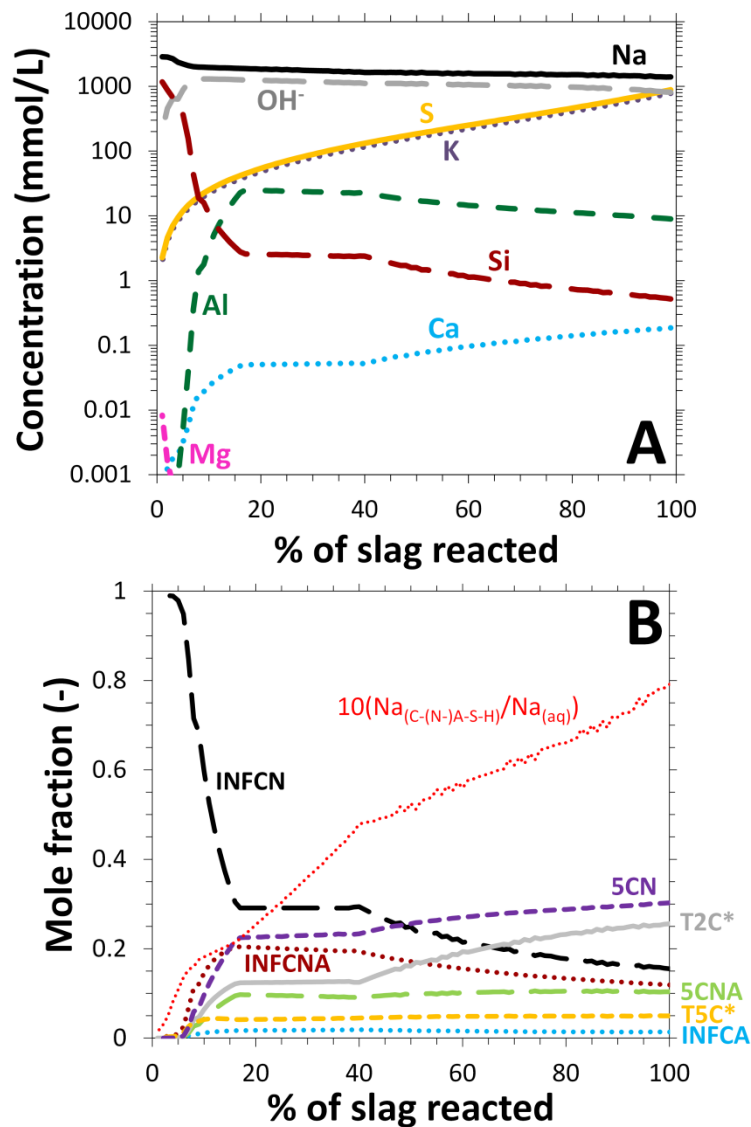 10000
1000
100
10
1
0.1
0.01
0.001
Concentration (mmol/L)
Na
OH-
S
K
Al
Si
Ca
Mg
A
0 20 40 60 80 100
% of slag reacted
1
0.8
0.6
0.4
0.2
0
Mole fraction (-)
B
10(Na(C-(N-)A-S-H)/Na(aq))
INFCN
5CN
T2C*
INFCNA
5CNA
T5C*
INFCA
0 20 40 60 80 100
% of slag reacted